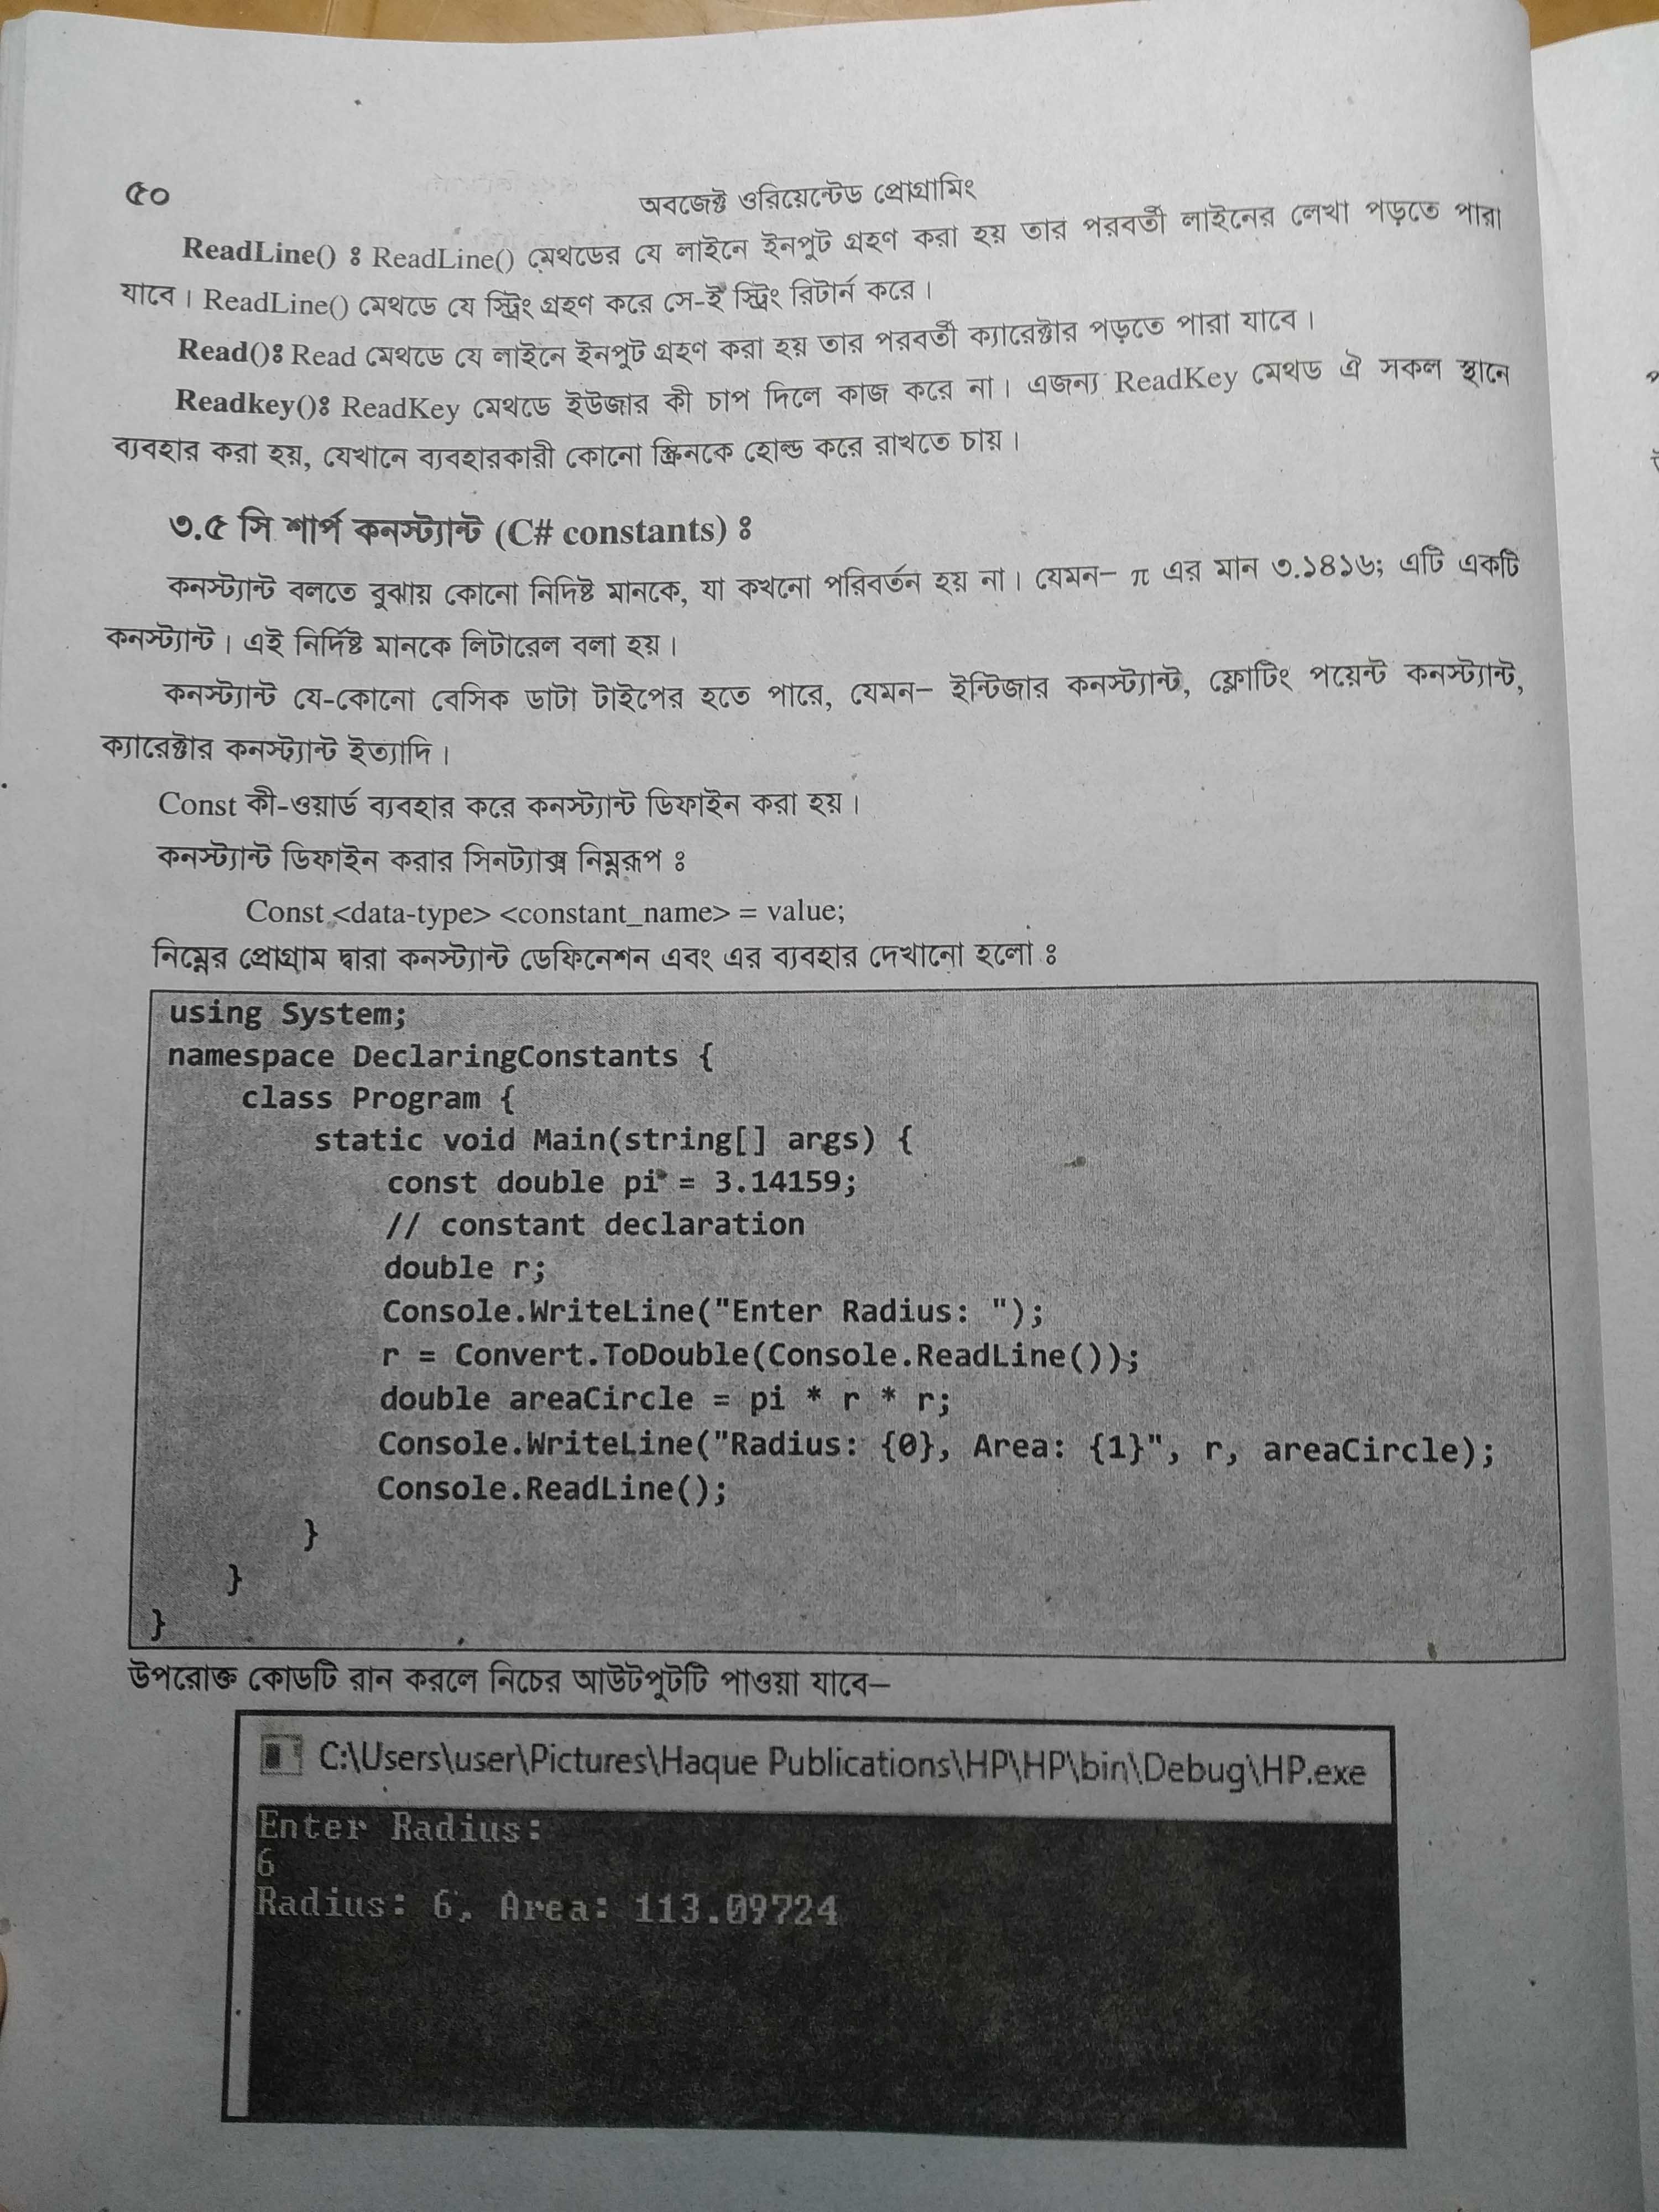 ৫০
অবজেক্ট ওরিয়েন্টেড প্রোগ্রামিং
ReadLine() ঃ ReadLine() মেথডের যে লাইনে ইনপুট গ্রহণ করা হয় তার পরবর্তী লাইনের লেখা পড়তে পারা
যাবে। ReadLine() মেথডে যে স্ট্রিং গ্রহণ করে সে-ই স্ট্রিং রিটার্ন করে।
Read()ঃ Read মেথডে যে লাইনে ইনপুট গ্রহণ করা হয় তার পরবর্তী ক্যারেক্টার পড়তে পারা যাবে।
Readkey()ঃ ReadKey মেথডে ইউজার কী চাপ দিলে কাজ করে না। এজন্য ReadKey মেথড ঐ সকল স্থানে
ব্যবহার করা হয়, যেখানে ব্যবহারকারী কোনো স্ক্রিনকে হোল্ড করে রাখতে চায়।
৩.৫ সি শার্প কনস্ট্যান্ট (C# constants) ঃ
কনস্ট্যান্ট বলতে বুঝায় কোনো নিদিষ্ট মানকে, যা কখনো পরিবর্তন হয় না। যেমন– π এর মান ৩.১৪১৬; এটি একটি
কনস্ট্যান্ট। এই নির্দিষ্ট মানকে লিটারেল বলা হয়।
কনস্ট্যান্ট যে-কোনো বেসিক ডাটা টাইপের হতে পারে, যেমন– ইন্টিজার কনস্ট্যান্ট, ফ্লোটিং পয়েন্ট কনস্ট্যান্ট,
ক্যারেক্টার কনস্ট্যান্ট ইত্যাদি।
Const কী-ওয়ার্ড ব্যবহার করে কনস্ট্যান্ট ডিফাইন করা হয়।
কনস্ট্যান্ট ডিফাইন করার সিনট্যাক্স নিম্নরূপ ঃ
Const <data-type> <constant_name> = value;
নিম্নের প্রোগ্রাম দ্বারা কনস্ট্যান্ট ডেফিনেশন এবং এর ব্যবহার দেখানো হলো ঃ
using System;
namespace DeclaringConstants {
class Program {
static void Main(string[] args) {
const double pi = 3.14159;
// constant declaration
double r;
Console.WriteLine("Enter Radius: ");
r = Convert.ToDouble(Console.ReadLine());
double areaCircle = pi * r * r;
Console.WriteLine("Radius: {0}, Area: {1}", r, areaCircle);
Console.ReadLine();
}
}
}
উপরোক্ত কোডটি রান করলে নিচের আউটপুটটি পাওয়া যাবে–
C:\Users\user\Pictures\Haque Publications\HP\HP\bin\Debug\HP.exe
Enter Radius:
6
Radius: 6, Area: 113.09724